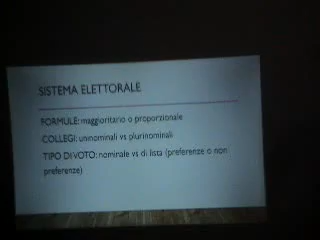 SISTEMA ELETTORALE
FORMULE: maggioritario o proporzionale
COLLEGI: uninominali vs plurinominali
TIPO DI VOTO: nominale vs di lista (preferenze o non
preferenze)